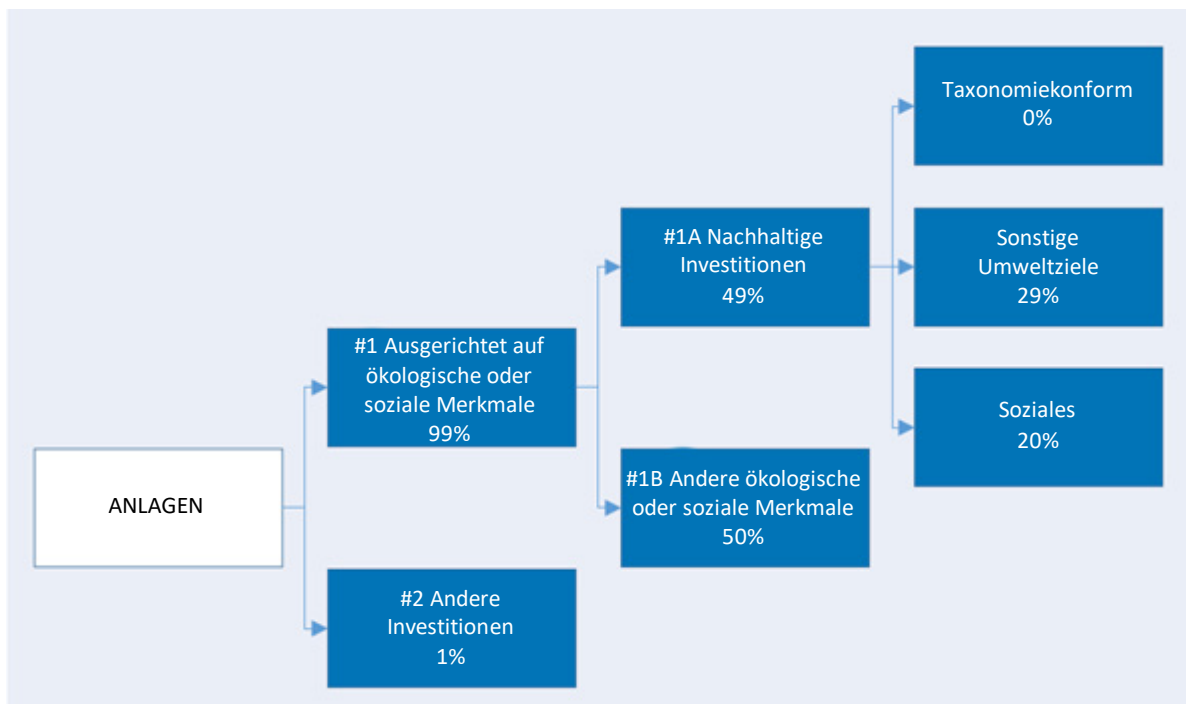 ANLAGEN
#1 Ausgerichtet auf
ökologische oder
soziale Merkmale
99%
#2 Andere
Investitionen
1%
#1A Nachhaltige
Investitionen
49%
#1B Andere ökologische
oder soziale Merkmale
50%
Taxonomiekonform
0%
Sonstige
Umweltziele
29%
Soziales
20%